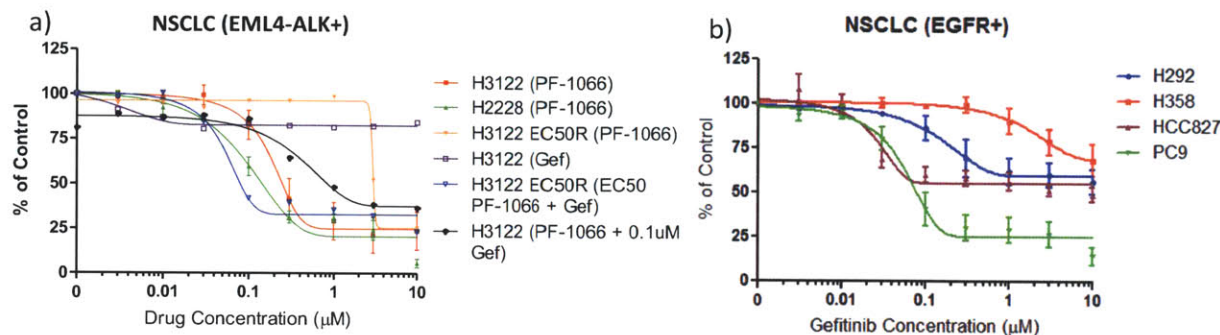 a)
NSCLC (EML4-ALK+)
% of Control
125
100
75
50
25
0
0
0.01
0.1
1
10
Drug Concentration (μM)
H3122 (PF-1066)
H2228 (PF-1066)
H3122 EC50R (PF-1066)
H3122 (Gef)
H3122 EC50R (EC50
PF-1066 + Gef)
H3122 (PF-1066 + 0.1uM
Gef)
b)
NSCLC (EGFR+)
% of Control
125
100
75
50
25
0
0
0.01
0.1
1
10
Gefitinib Concentration (μM)
H292
H358
HCC827
PC9